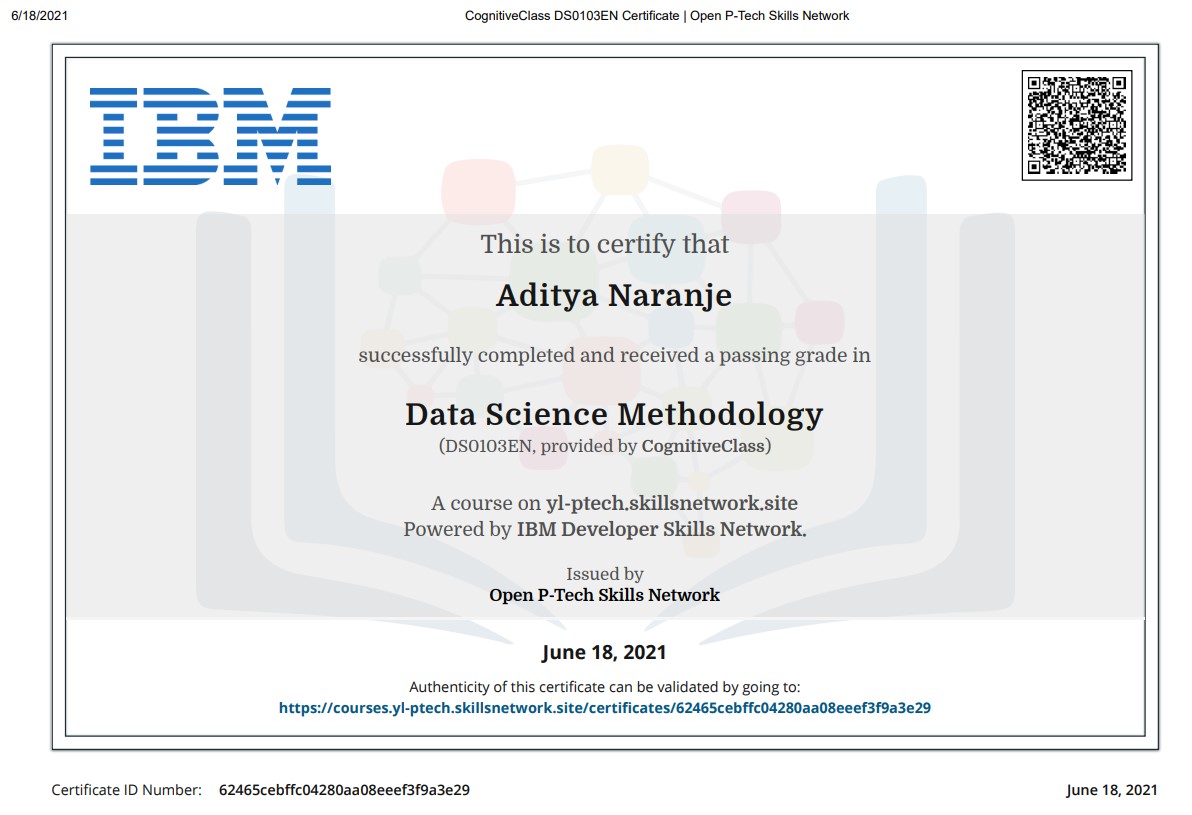 6/18/2021
CognitiveClass DS0103EN Certificate | Open P-Tech Skills Network
IBM
This is to certify that
Aditya Naranje
successfully completed and received a passing grade in
Data Science Methodology
(DS0103EN, provided by CognitiveClass)
A course on yl-ptech.skillsnetwork.site
Powered by IBM Developer Skills Network.
Issued by
Open P-Tech Skills Network
June 18, 2021
Authenticity of this certificate can be validated by going to:
https://courses.yl-ptech.skillsnetwork.site/certificates/62465cebffc04280aa08eeef3f9a3e29
Certificate ID Number: 62465cebffc04280aa08eeef3f9a3e29
June 18, 2021